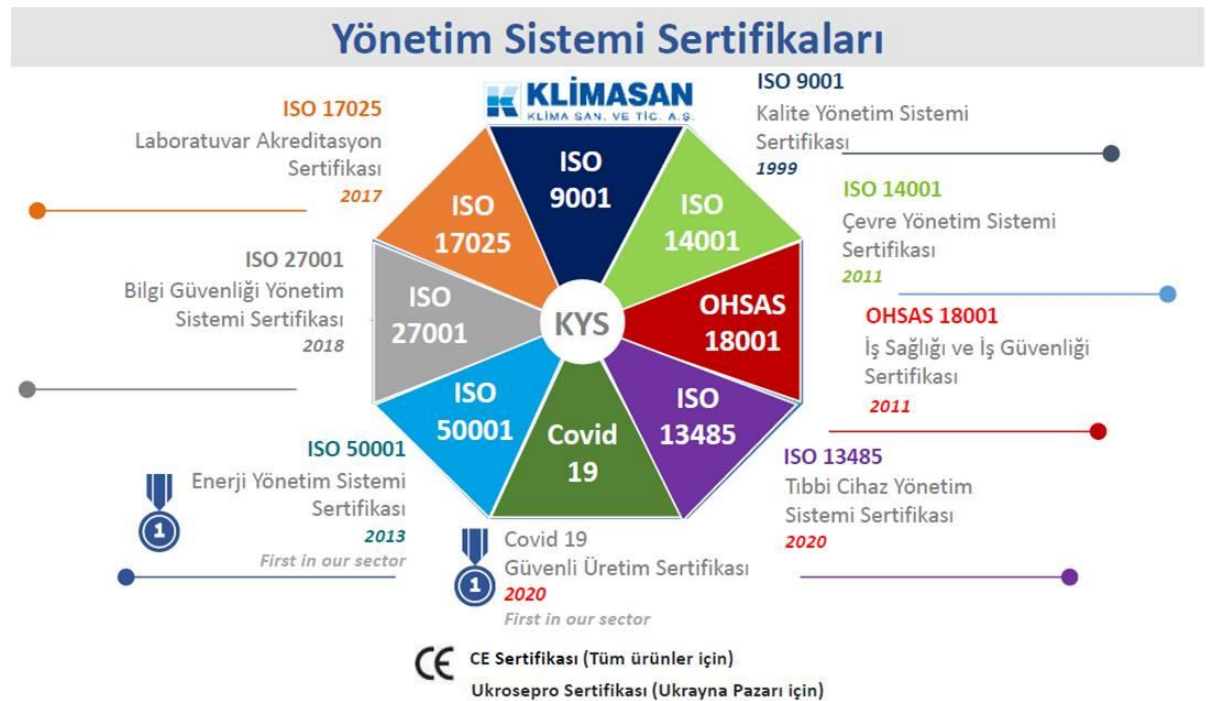 Yönetim Sistemi Sertifikaları
KLİMASAN
KLİMA SAN. VE TİC. A.Ş.
ISO 17025
Laboratuvar Akreditasyon
Sertifikası
2017
ISO 27001
Bilgi Güvenliği Yönetim
Sistemi Sertifikası
2018
ISO 50001
Enerji Yönetim Sistemi
Sertifikası
2013
First in our sector
1
ISO
9001
ISO
14001
OHSAS
18001
ISO
13485
Covid
19
ISO
50001
ISO
27001
ISO
17025
KYS
ISO 9001
Kalite Yönetim Sistemi
Sertifikası
1999
ISO 14001
Çevre Yönetim Sistemi
Sertifikası
2011
OHSAS 18001
İş Sağlığı ve İş Güvenliği
Sertifikası
2011
ISO 13485
Tıbbi Cihaz Yönetim
Sistemi Sertifikası
2020
1
Covid 19
Güvenli Üretim Sertifikası
2020
First in our sector
CE CE Sertifikası (Tüm ürünler için)
Ukrosepro Sertifikası (Ukrayna Pazarı için)